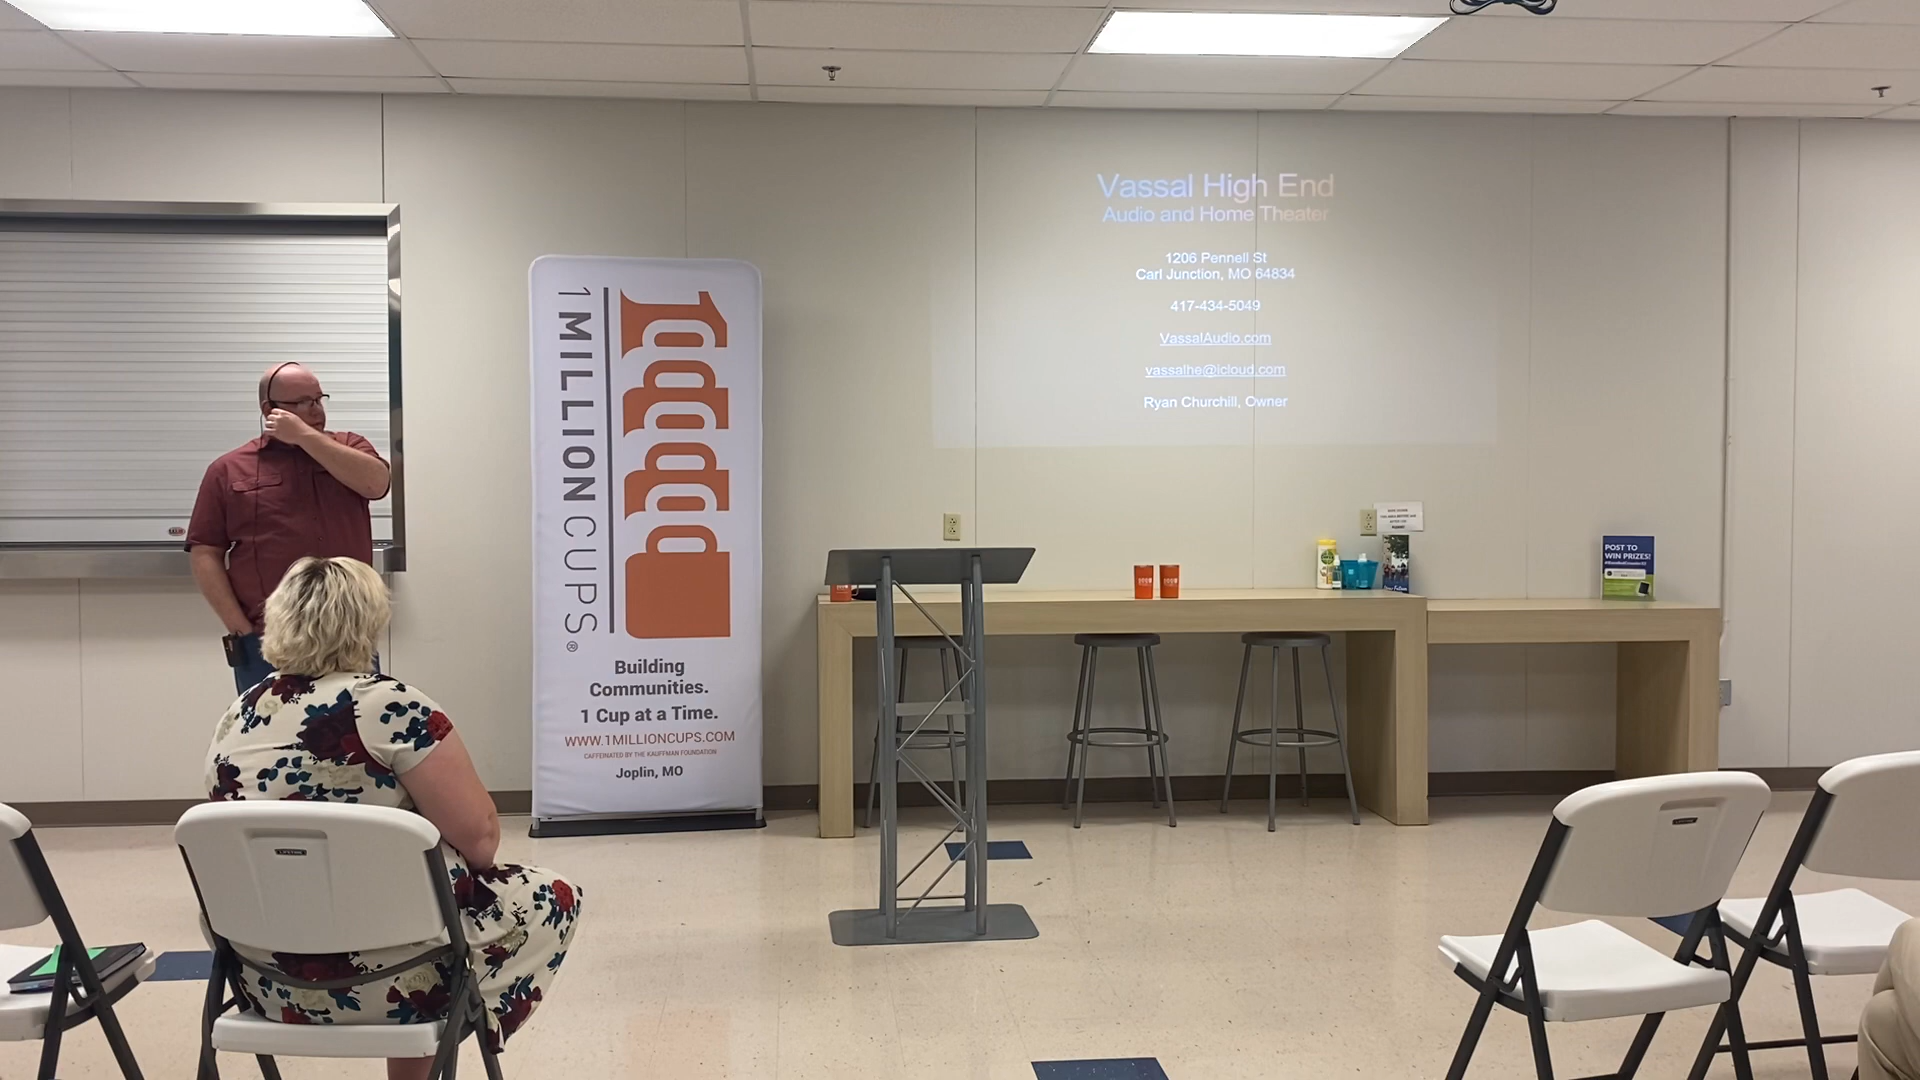 Vassal High End
Audio and Home Theater
1206 Pennell St
Carl Junction, MO 64834
417-434-5049
VassalAudio.com
vassalhe@icloud.com
Ryan Churchill, Owner
1 MILLION CUPS®
Building
Communities.
1 Cup at a Time.
WWW.1MILLIONCUPS.COM
CAFFEINATED BY THE KAUFFMAN FOUNDATION
Joplin, MO
POST TO
WIN PRIZES!
LIFETIME